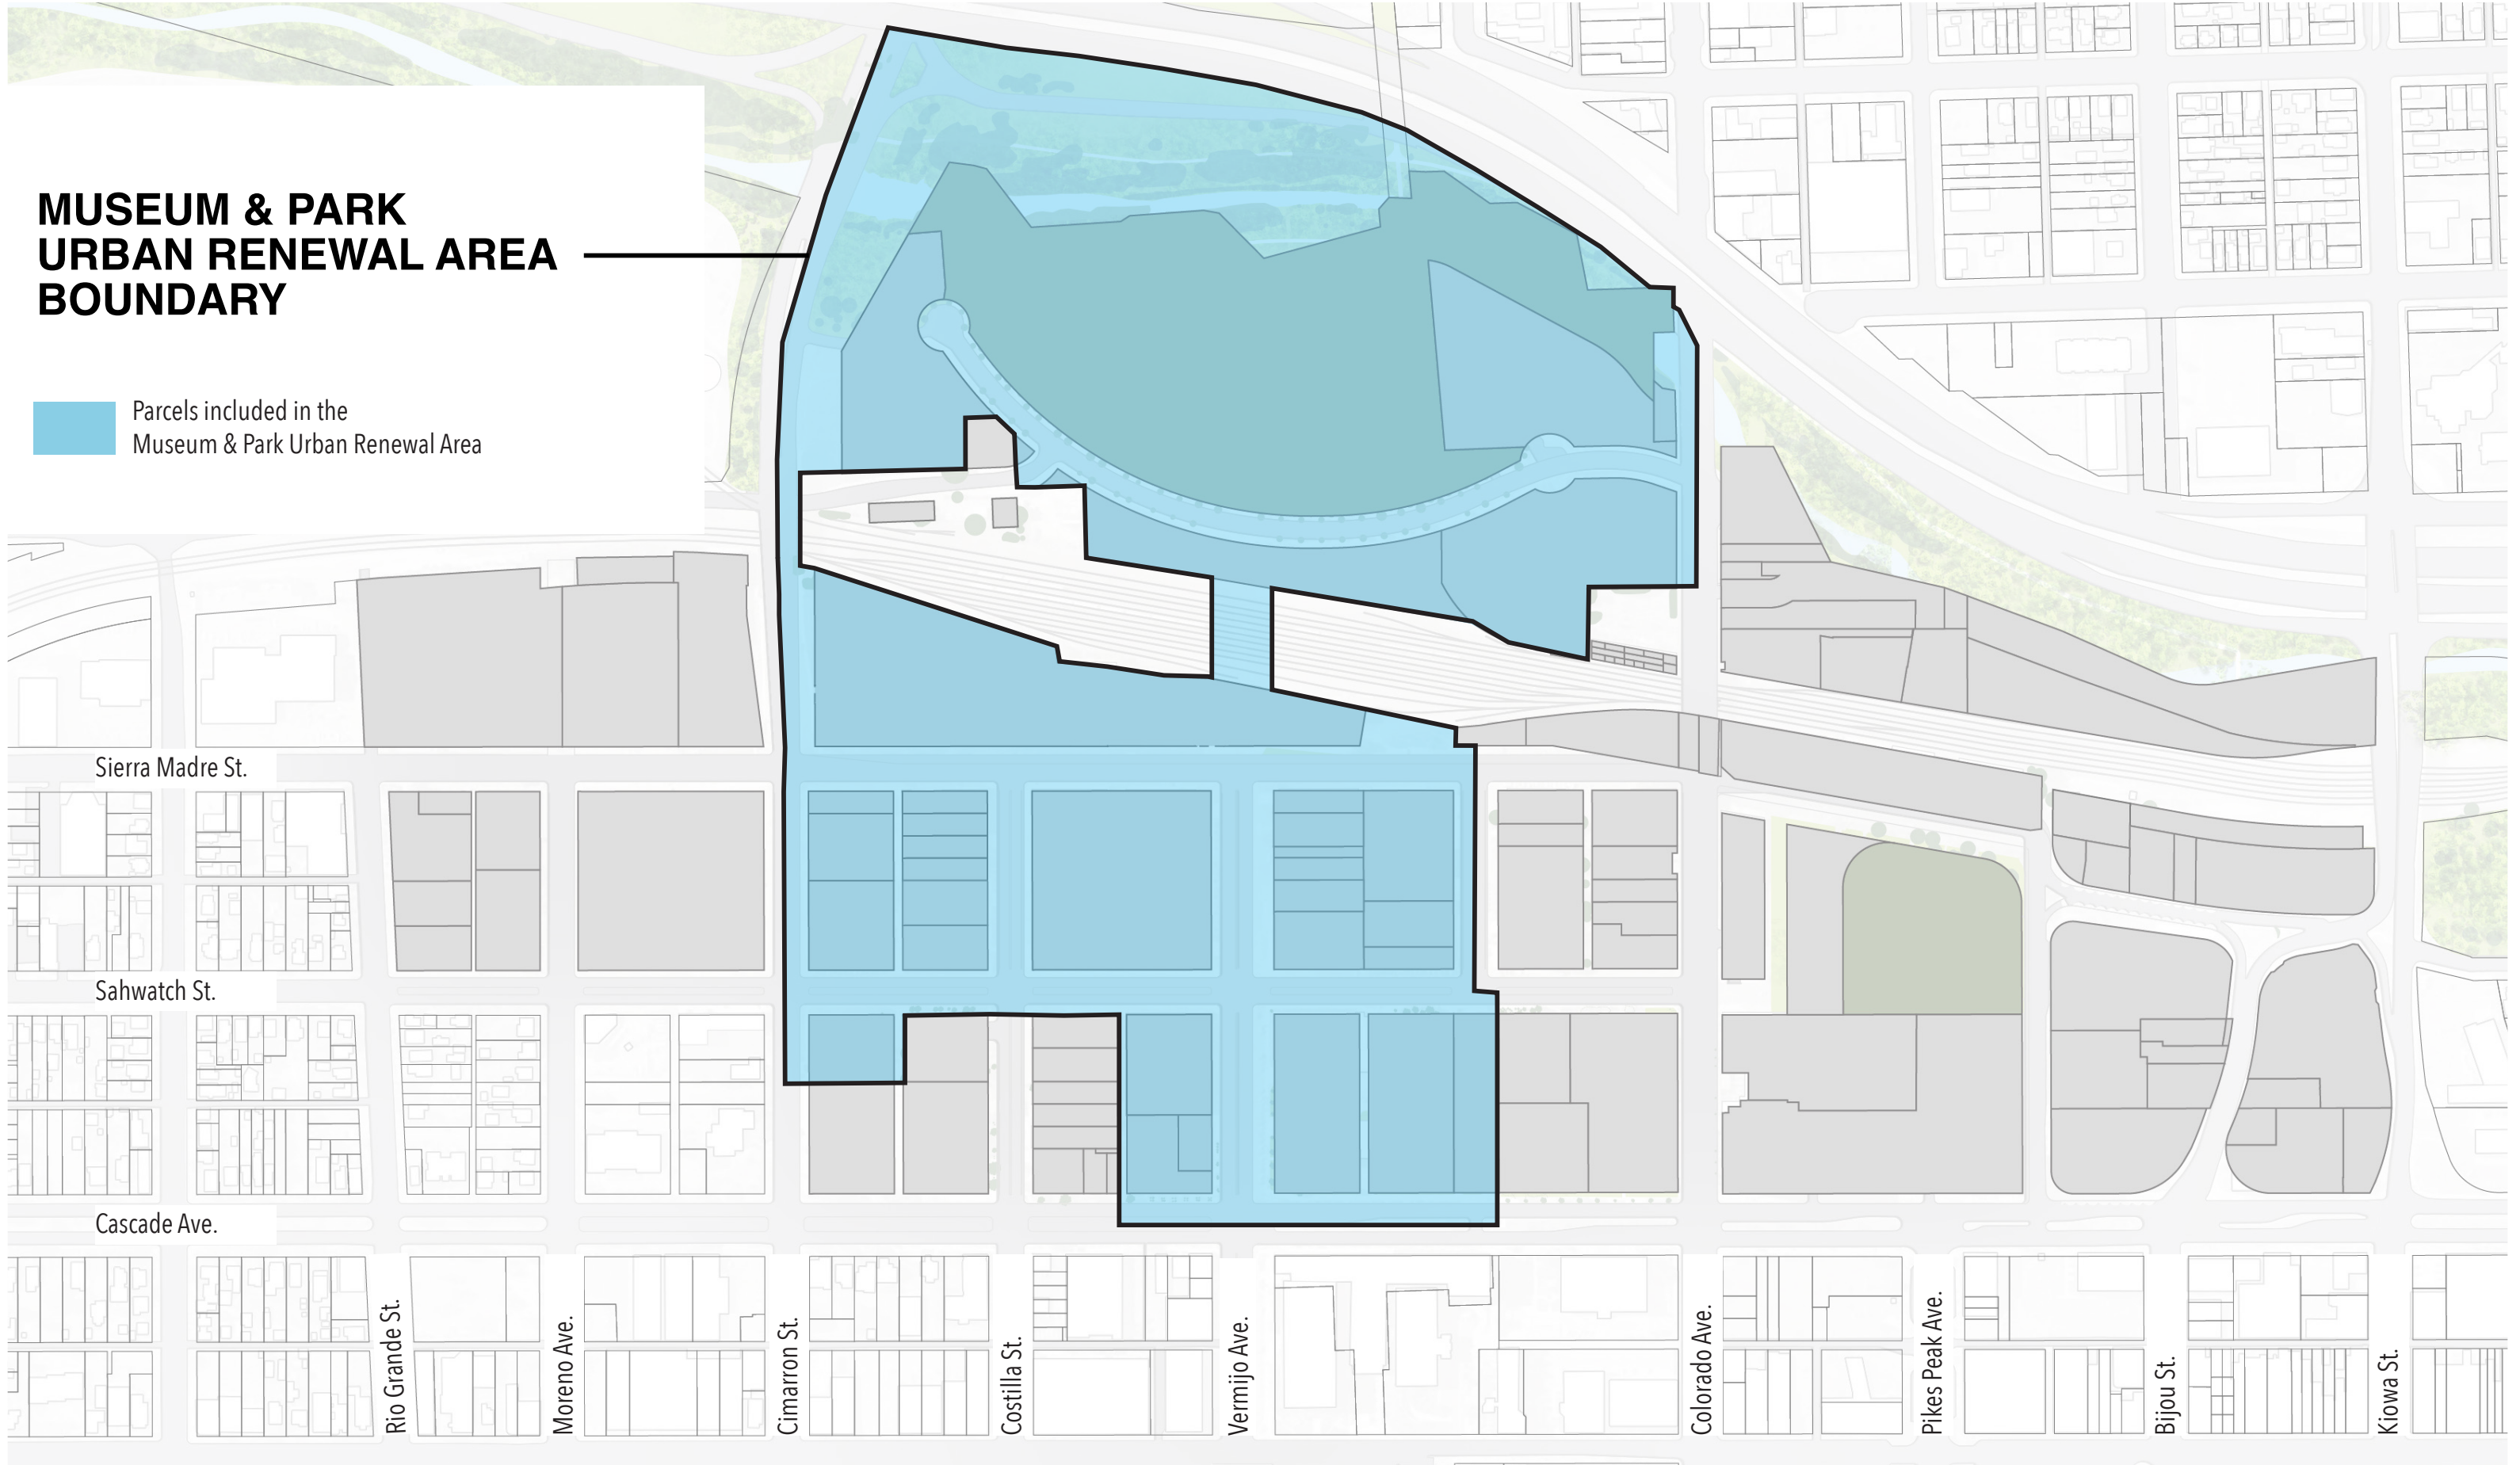 MUSEUM & PARK
URBAN RENEWAL AREA
BOUNDARY
Parcels included in the
Museum & Park Urban Renewal Area
Sierra Madre St.
Sahwatch St.
Cascade Ave.
Rio Grande St.
Moreno Ave.
Cimarron St.
Costilla St.
Vermijo Ave.
Colorado Ave.
Pikes Peak Ave.
Bijou St.
Kiowa St.